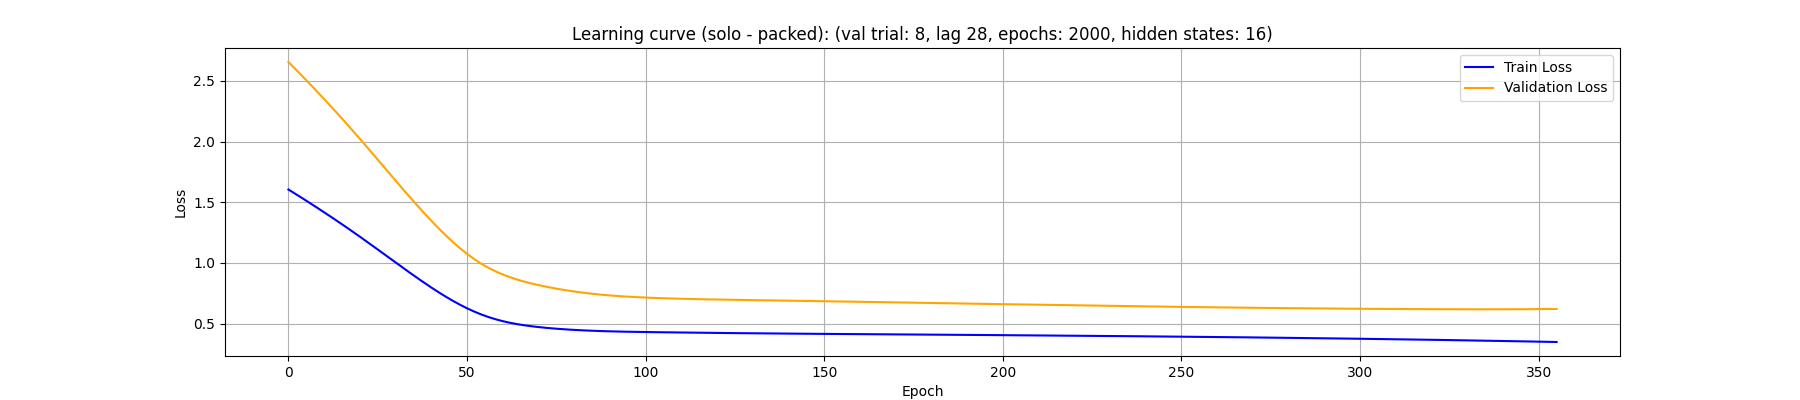 Learning curve (solo - packed): (val trial: 8, lag 28, epochs: 2000, hidden states: 16)
Train Loss
Validation Loss
Loss
2.5
2.0
1.5
1.0
0.5
0 50 100 150 200 250 300 350
Epoch